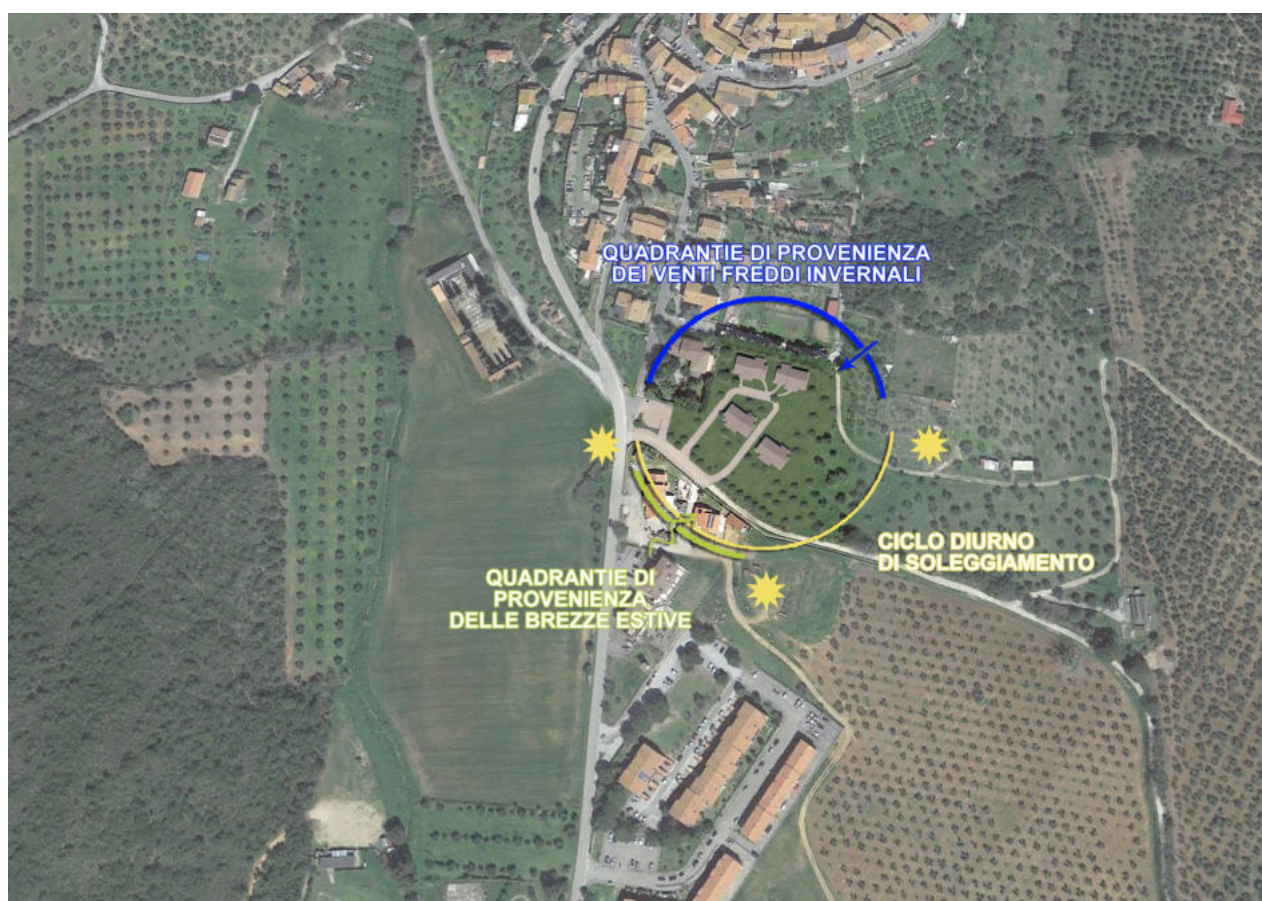 QUADRANTIE DI PROVENIENZA
DEI VENTI FREDDI INVERNALI
CICLO DIURNO
DI SOLEGGIAMENTO
QUADRANTIE DI
PROVENIENZA
DELLE BREZZE ESTIVE